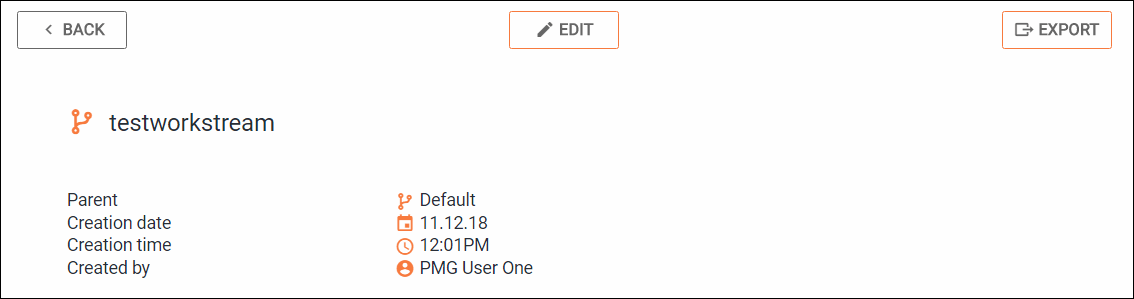 BACK
EDIT
EXPORT
testworkstream
Parent Default
Creation date 11.12.18
Creation time 12:01PM
Created by PMG User One